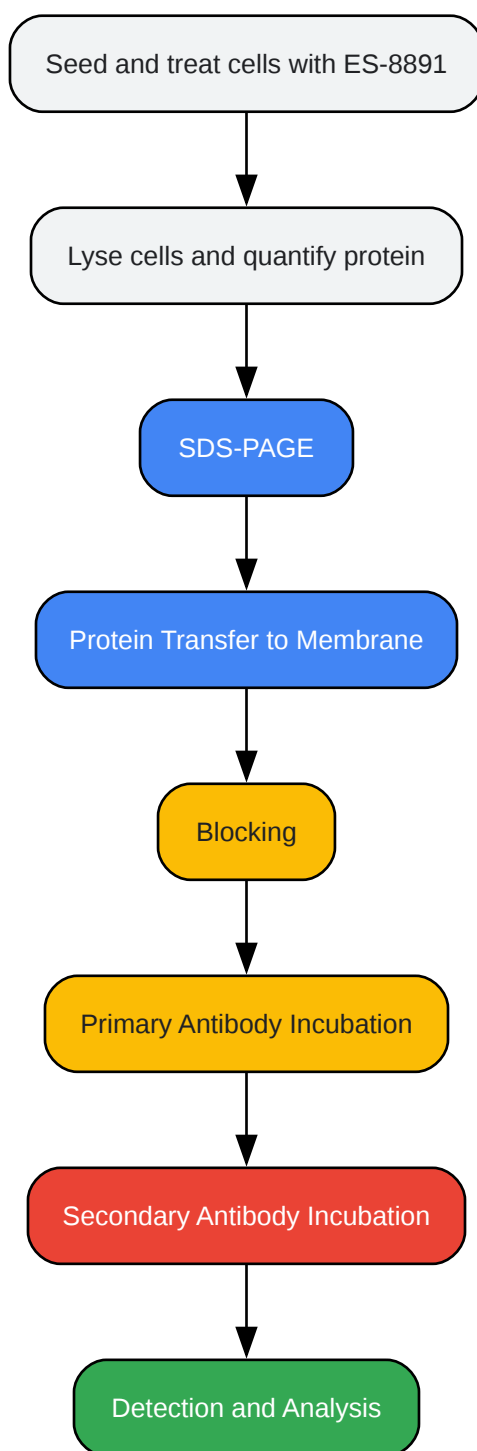 Seed and treat cells with ES-8891
Lyse cells and quantify protein
SDS-PAGE
Protein Transfer to Membrane
Blocking
Primary Antibody Incubation
Secondary Antibody Incubation
Detection and Analysis